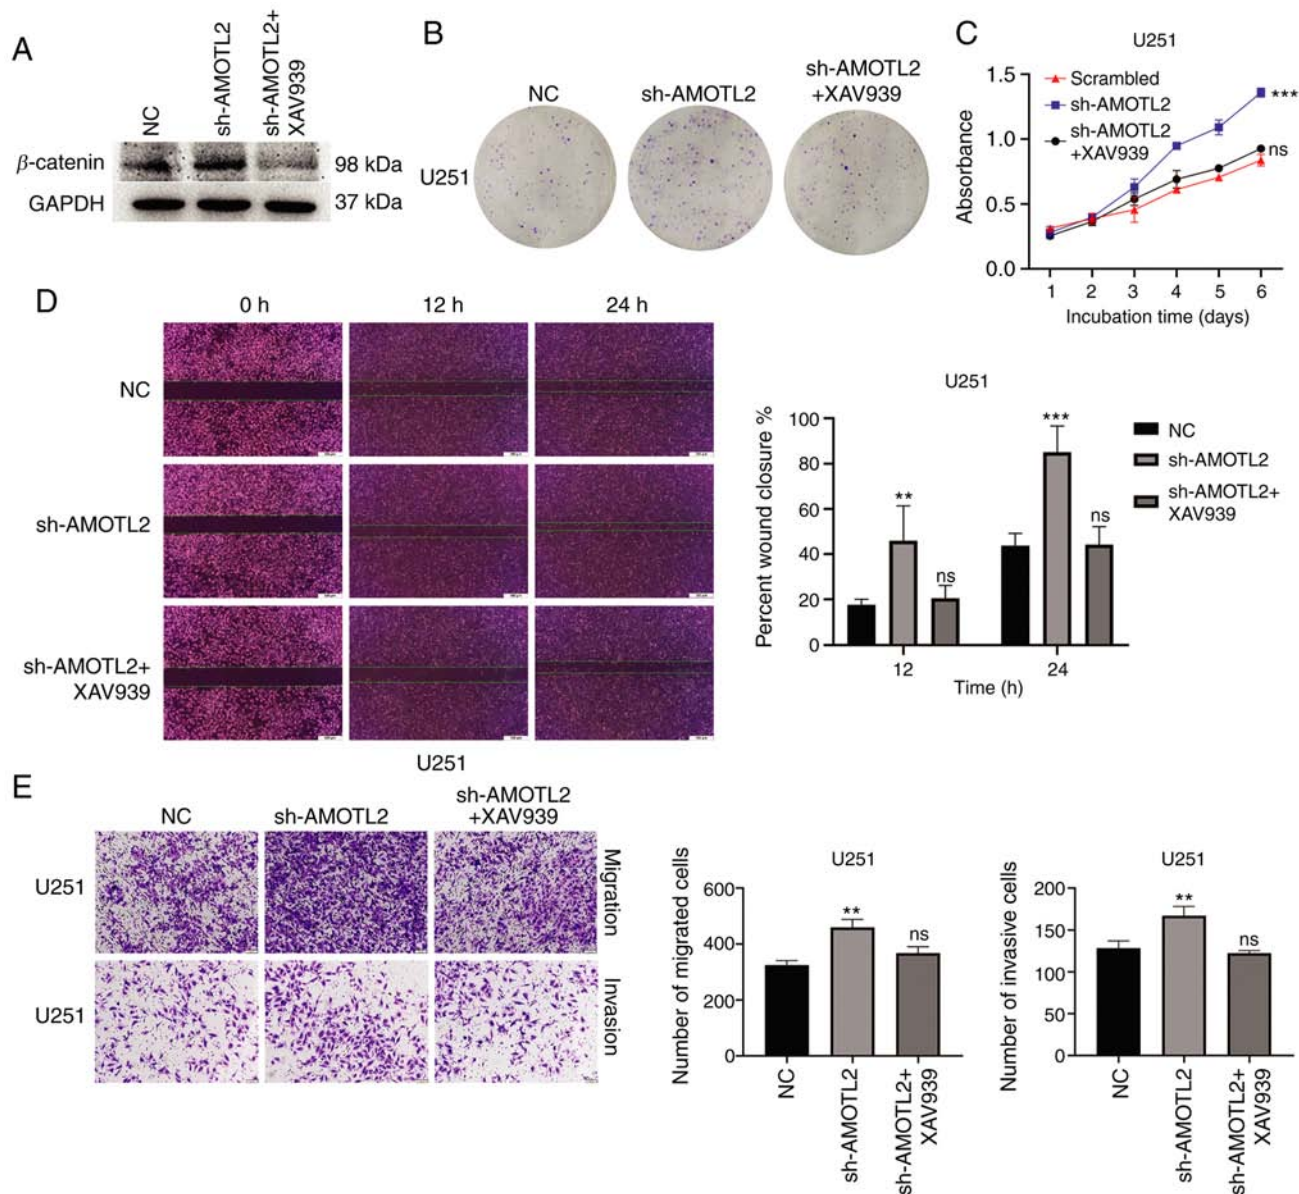 A
NC
sh-AMOTL2
sh-AMOTL2+
XAV939
β-catenin
98 kDa
GAPDH
37 kDa
B
NC
sh-AMOTL2
sh-AMOTL2
+XAV939
U251
C
U251
Scrambled
sh-AMOTL2
sh-AMOTL2
+XAV939
***
ns
Absorbance
1.5
1.0
0.5
0.0
1 2 3 4 5 6
Incubation time (days)
D
0 h 12 h 24 h
NC
sh-AMOTL2
sh-AMOTL2+
XAV939
U251
U251
Percent wound closure %
100
80
60
40
20
0
**
ns
***
ns
12 24
Time (h)
NC
sh-AMOTL2
sh-AMOTL2+
XAV939
E
NC
sh-AMOTL2
sh-AMOTL2
+XAV939
U251
Migration
U251
Invasion
U251
Number of migrated cells
600
400
200
0
**
ns
NC
sh-AMOTL2
sh-AMOTL2+
XAV939
U251
Number of invasive cells
200
150
100
50
0
**
ns
NC
sh-AMOTL2
sh-AMOTL2+
XAV939